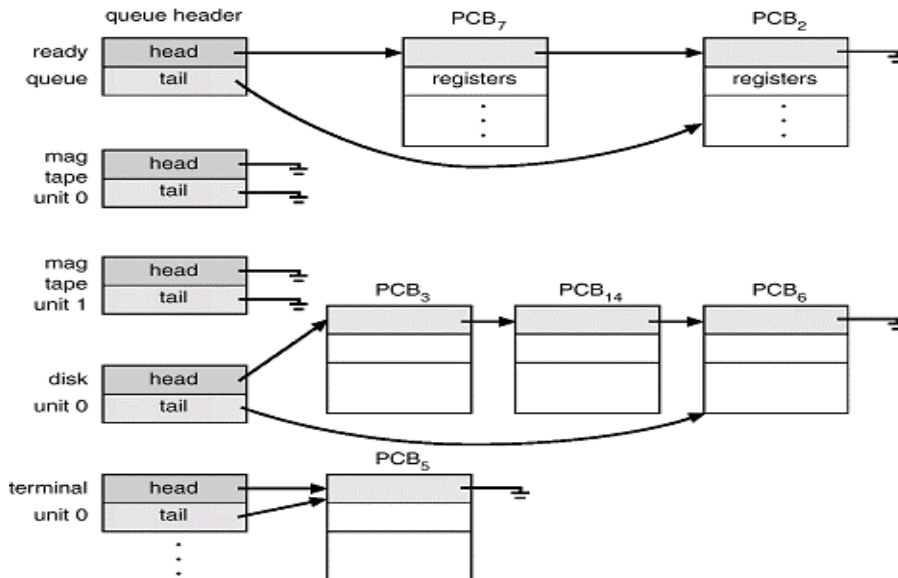 queue header
PCB7
PCB2
ready
head
queue
tail
registers
registers
mag
head
tape
tail
unit 0
mag
head
tape
tail
unit 1
PCB3
PCB14
PCB6
disk
head
unit 0
tail
PCB5
terminal
head
unit 0
tail